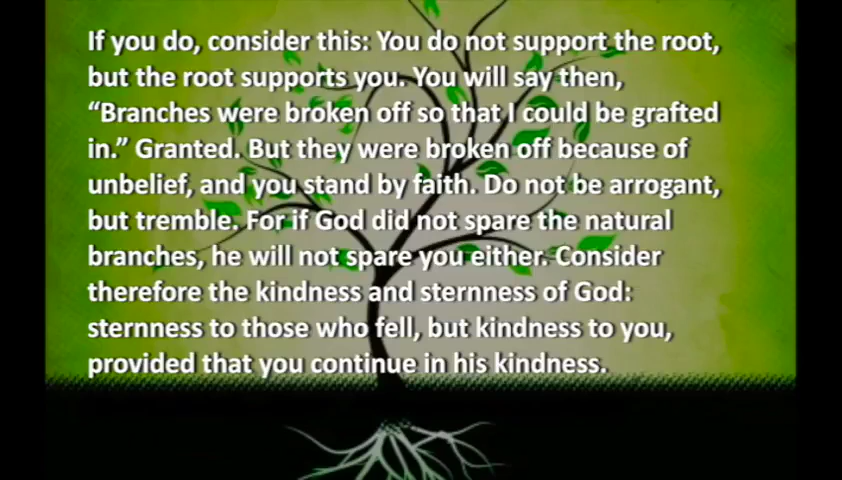 If you do, consider this: You do not support the root,
but the root supports you. You will say then,
“Branches were broken off so that I could be grafted
in.” Granted. But they were broken off because of
unbelief, and you stand by faith. Do not be arrogant,
but tremble. For if God did not spare the natural
branches, he will not spare you either. Consider
therefore the kindness and sternness of God:
sternness to those who fell, but kindness to you,
provided that you continue in his kindness.